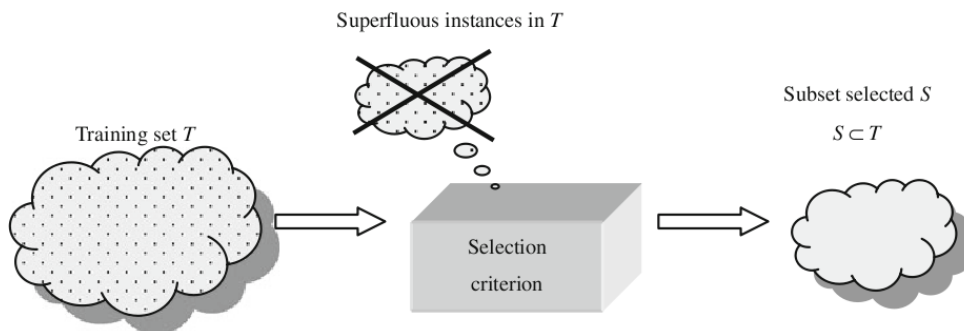 Superfluous instances in T
Training set T
Subset selected S
S ⊂ T
Selection
criterion